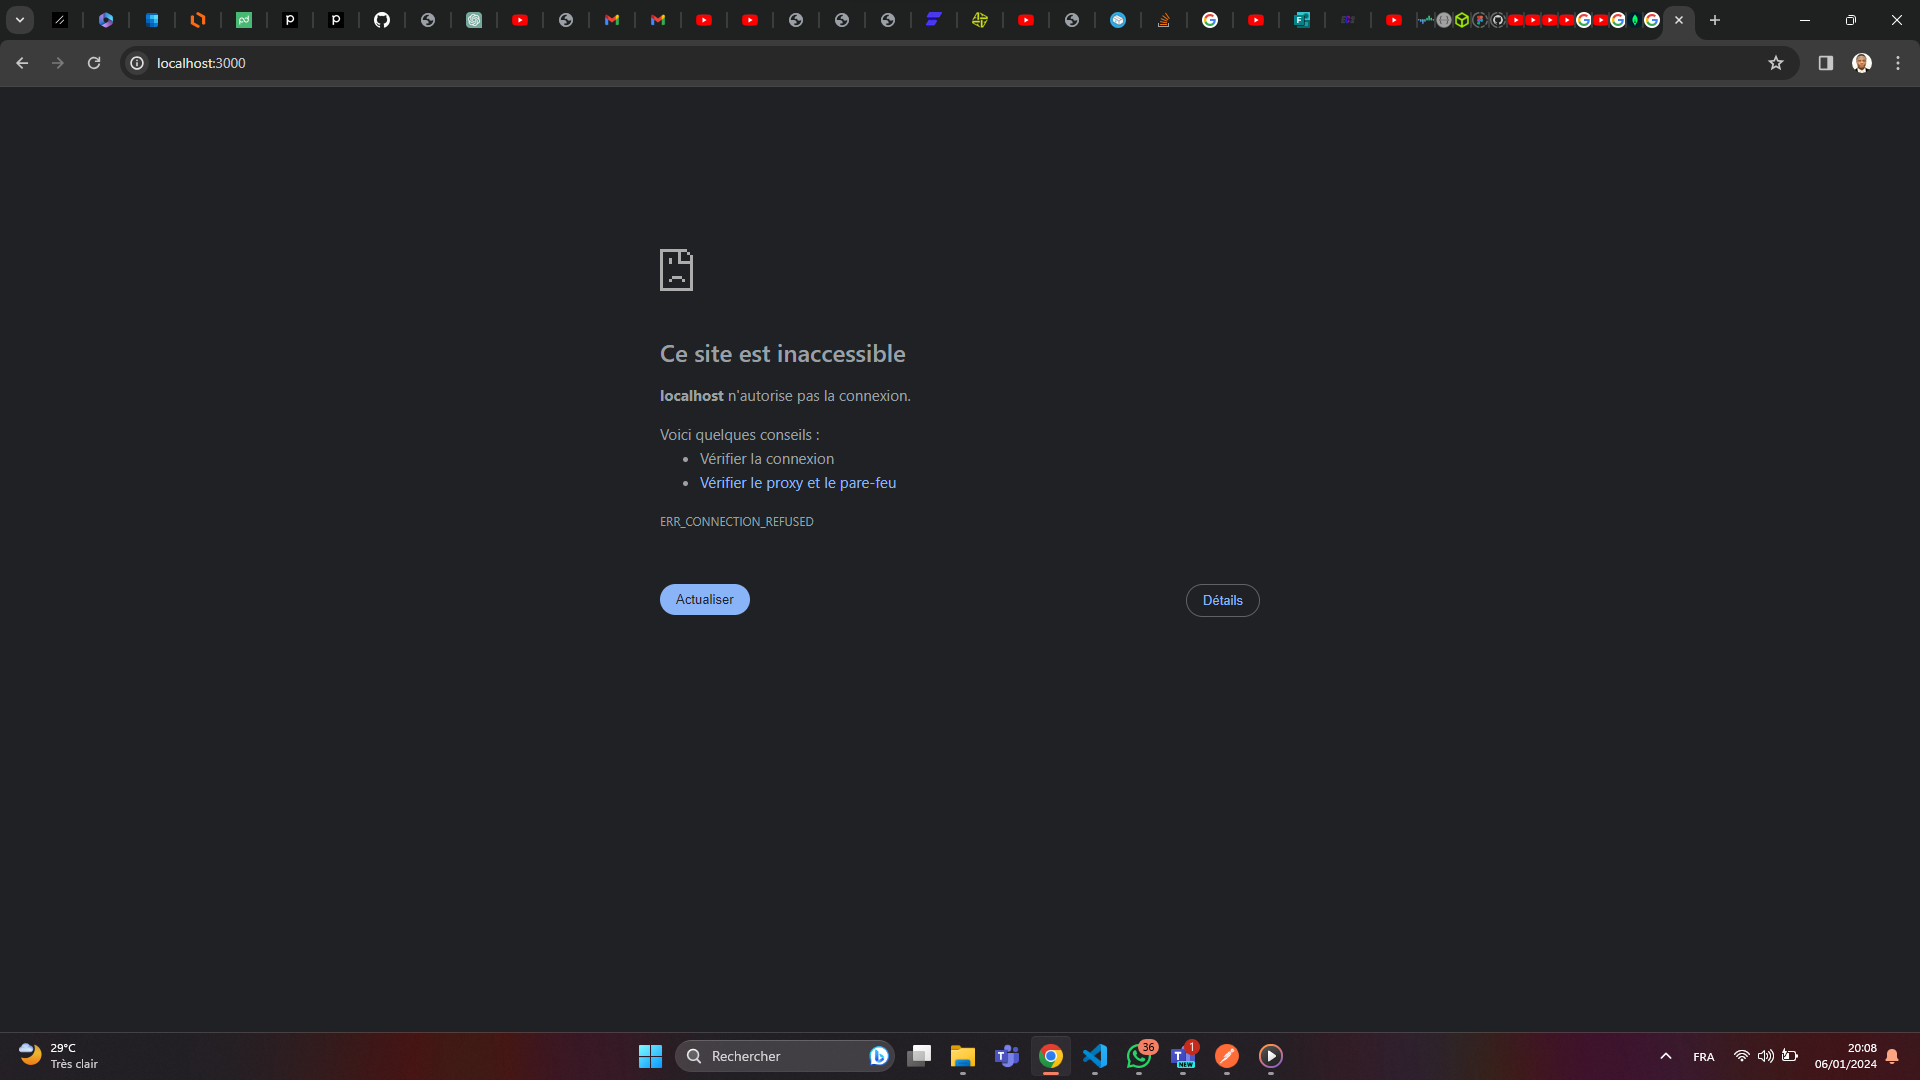 localhost:3000
Ce site est inaccessible
localhost n'autorise pas la connexion.
Voici quelques conseils :
Vérifier la connexion
Vérifier le proxy et le pare-feu
ERR_CONNECTION_REFUSED
Actualiser
Détails
29°C
Très clair
Rechercher
36
1
NEW
FRA
20:08
06/01/2024